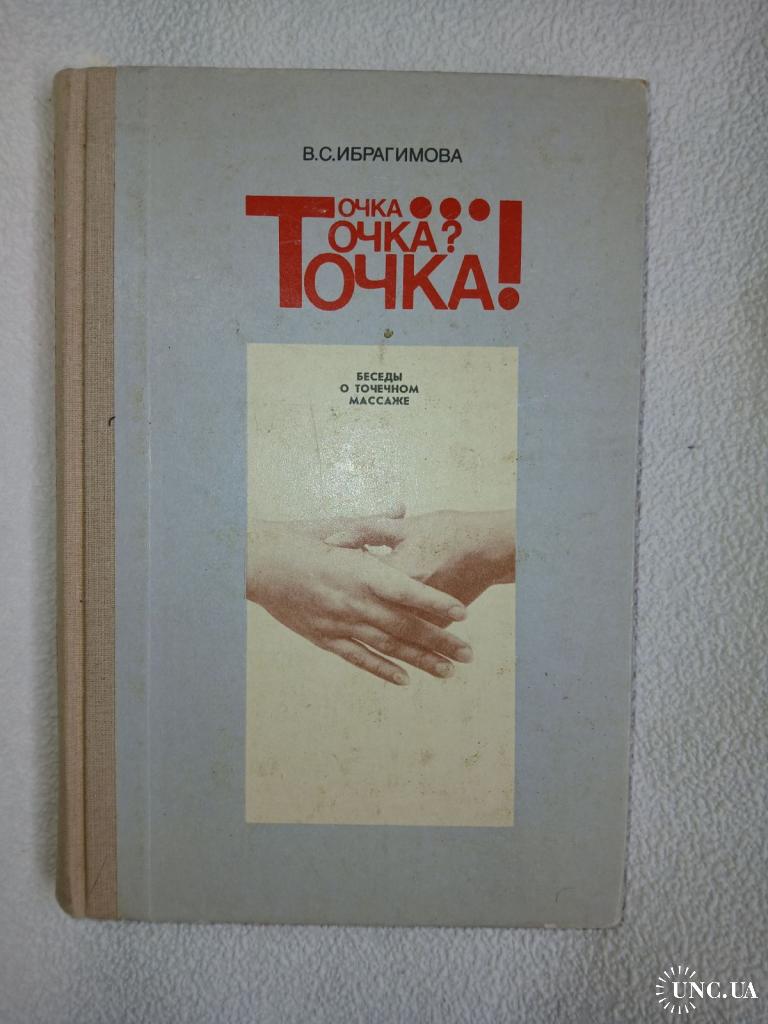 В.С.ИБРАГИМОВА
ТОЧКА...
ТОЧКА?
ТОЧКА!
БЕСЕДЫ
О ТОЧЕЧНОМ
МАССАЖЕ
UNC.UA